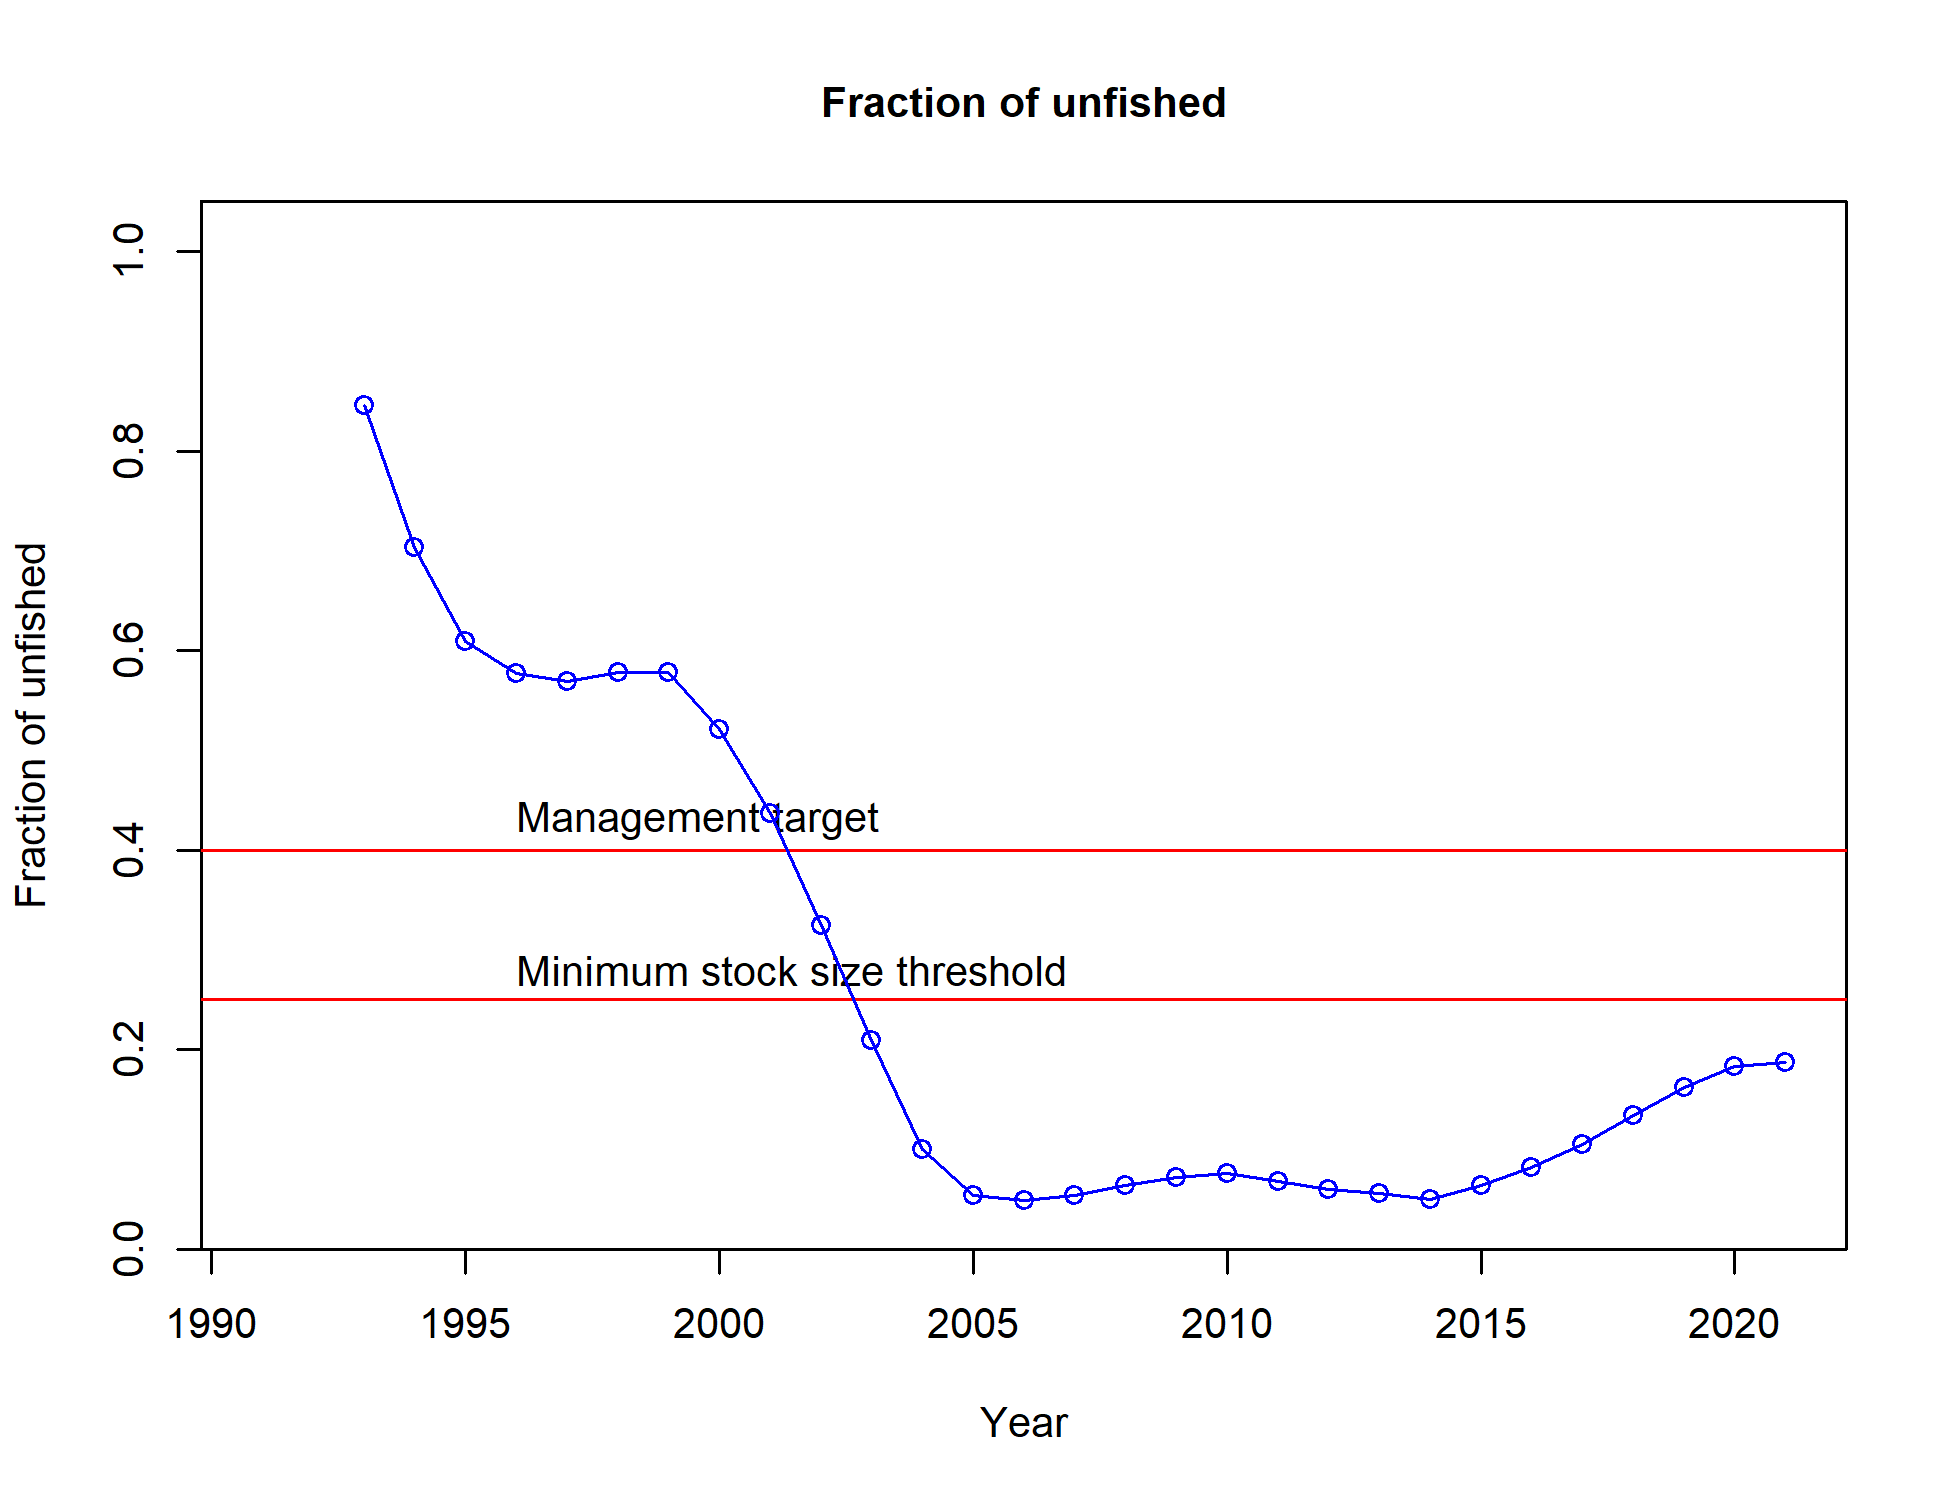 Fraction of unfished
Fraction of unfished
1.0
0.8
0.6
0.4
0.2
0.0
Management target
Minimum stock size threshold
1990 1995 2000 2005 2010 2015 2020
Year